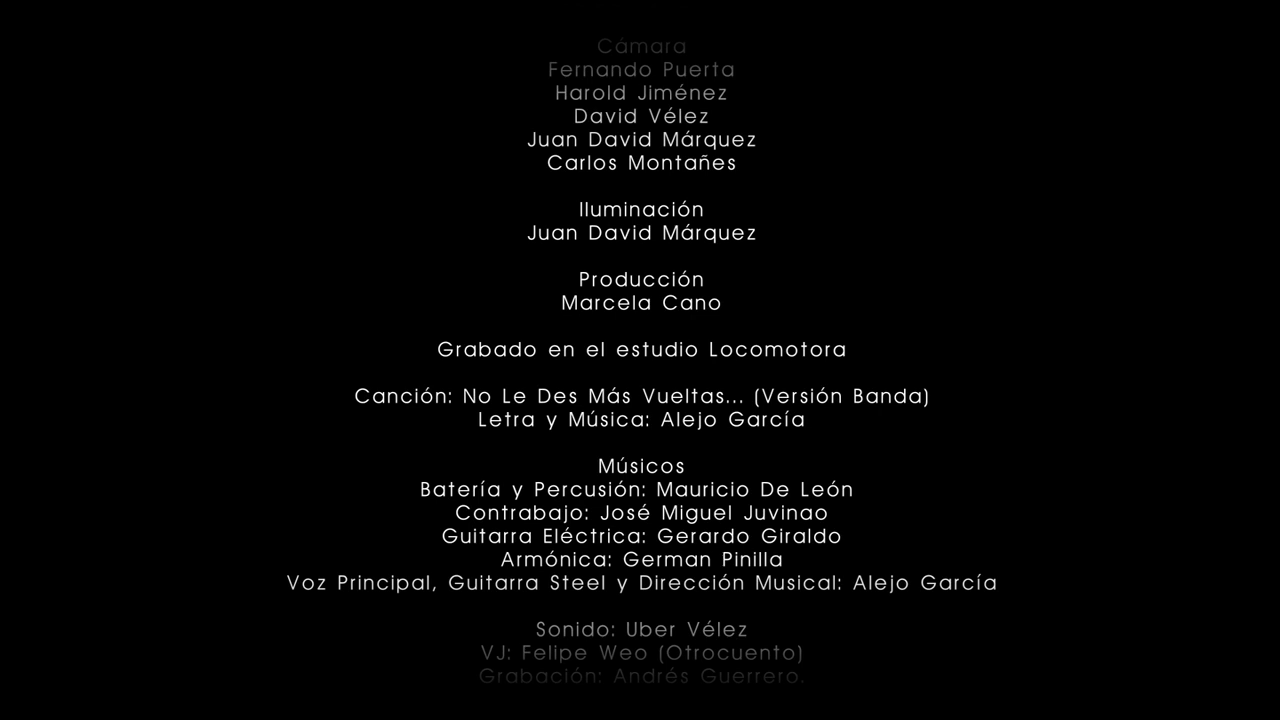 Cámara
Fernando Puerta
Harold Jiménez
David Vélez
Juan David Márquez
Carlos Montañes
Iluminación
Juan David Márquez
Producción
Marcela Cano
Grabado en el estudio Locomotora
Canción: No Le Des Más Vueltas... (Versión Banda)
Letra y Música: Alejo García
Músicos
Batería y Percusión: Mauricio De León
Contrabajo: José Miguel Juvinao
Guitarra Eléctrica: Gerardo Giraldo
Armónica: German Pinilla
Voz Principal, Guitarra Steel y Dirección Musical: Alejo García
Sonido: Uber Vélez
VJ: Felipe Weo (Otrocuento)
Grabación: Andrés Guerrero.